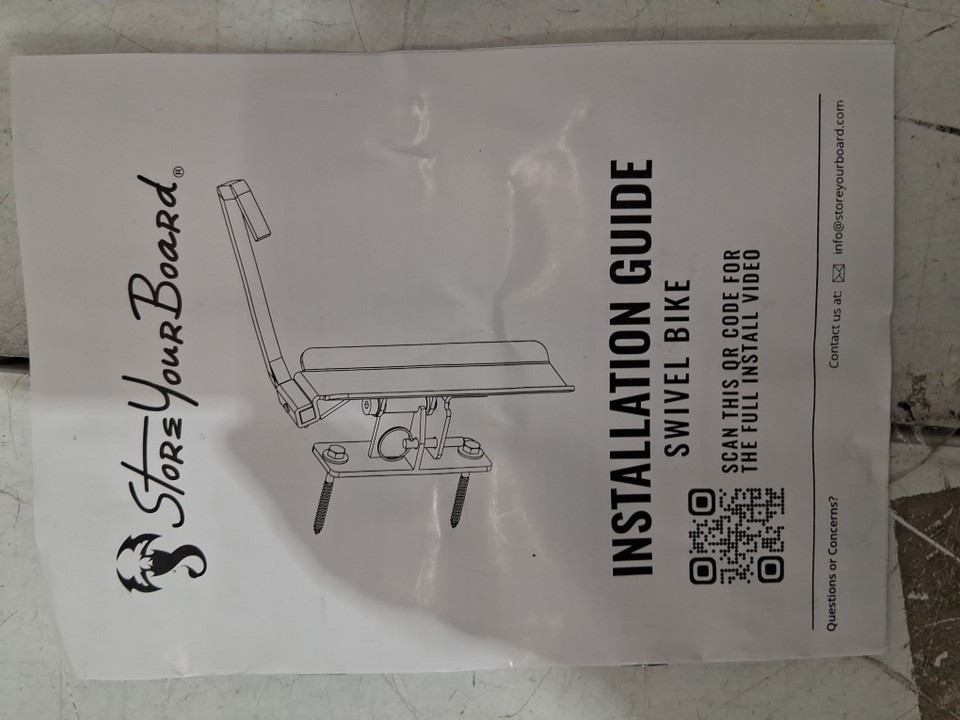 StoreYourBoard®
INSTALLATION GUIDE
SWIVEL BIKE
SCAN THIS QR CODE FOR
THE FULL INSTALL VIDEO
Questions or Concerns?
Contact us at: info@storeyourboard.com